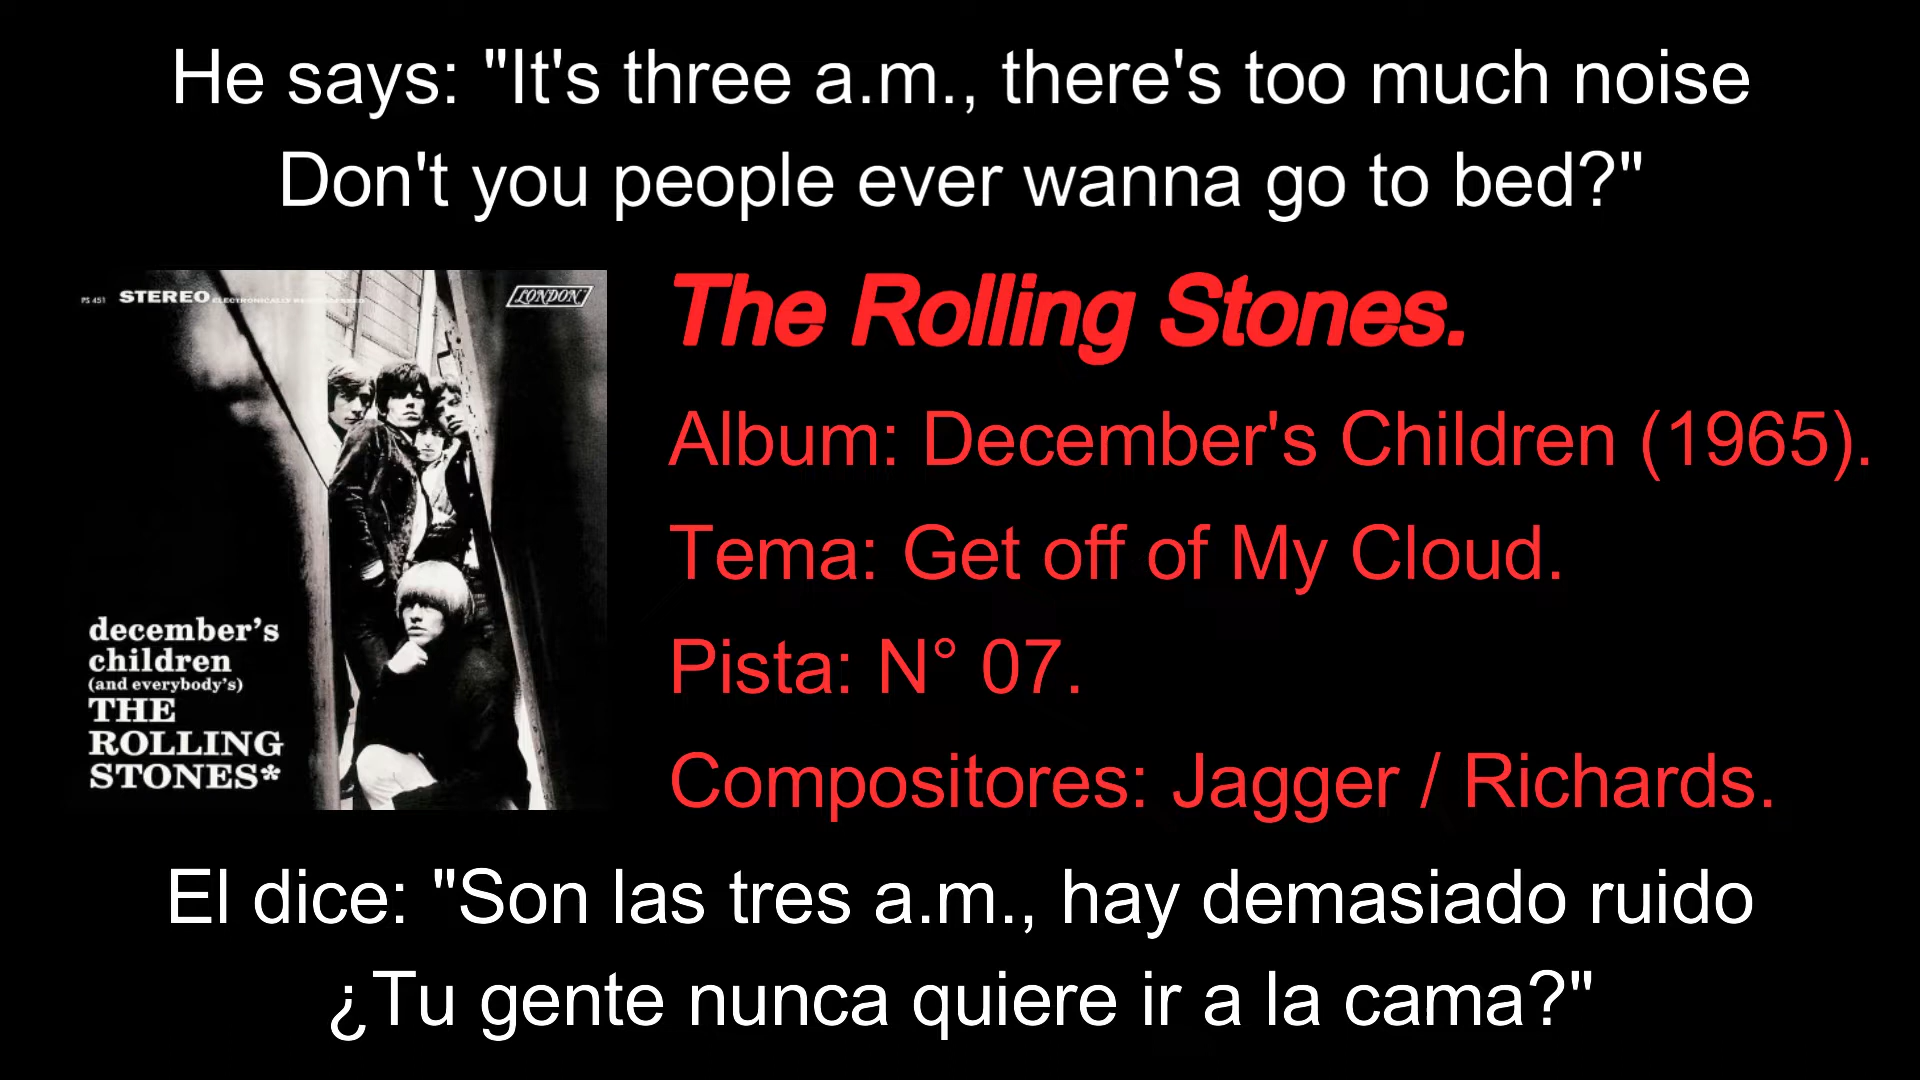 He says: "It's three a.m., there's too much noise
Don't you people ever wanna go to bed?"
PS 451 STEREO ELECTRONICALLY
LONDON
december's
children
(and everybody's)
THE
ROLLING
STONES*
The Rolling Stones.
Album: December's Children (1965).
Tema: Get off of My Cloud.
Pista: N° 07.
Compositores: Jagger / Richards.
El dice: "Son las tres a.m., hay demasiado ruido
¿Tu gente nunca quiere ir a la cama?"